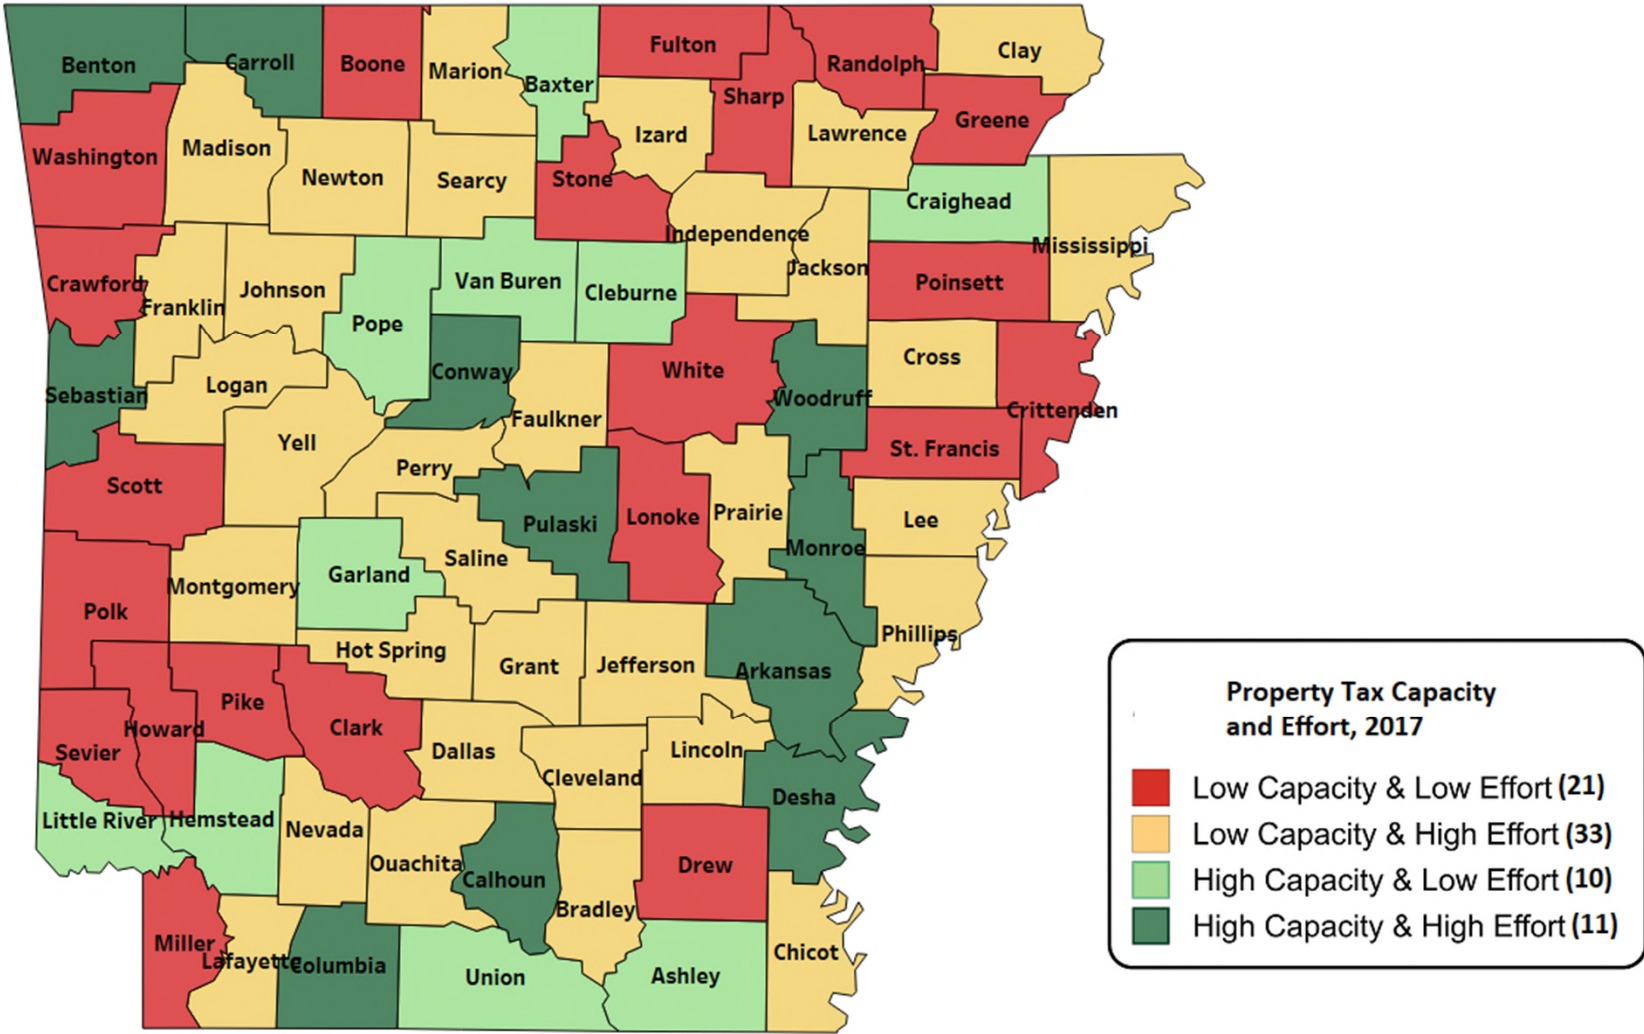 Benton
Carroll
Boone
Marion
Baxter
Fulton
Sharp
Randolph
Clay
Greene
Washington
Madison
Newton
Searcy
Stone
Izard
Lawrence
Craighead
Mississippi
Independence
Jackson
Poinsett
Crawford
Franklin
Johnson
Pope
Van Buren
Cleburne
White
Woodruff
Cross
Crittenden
Sebastian
Logan
Conway
Faulkner
St. Francis
Scott
Yell
Perry
Pulaski
Lonoke
Prairie
Monroe
Lee
Polk
Montgomery
Garland
Saline
Phillips
Hot Spring
Grant
Jefferson
Arkansas
Sevier
Howard
Pike
Clark
Dallas
Cleveland
Lincoln
Desha
Little River
Hemstead
Nevada
Ouachita
Calhoun
Bradley
Drew
Miller
Lafayette
Columbia
Union
Ashley
Chicot
Property Tax Capacity
and Effort, 2017
Low Capacity & Low Effort (21)
Low Capacity & High Effort (33)
High Capacity & Low Effort (10)
High Capacity & High Effort (11)